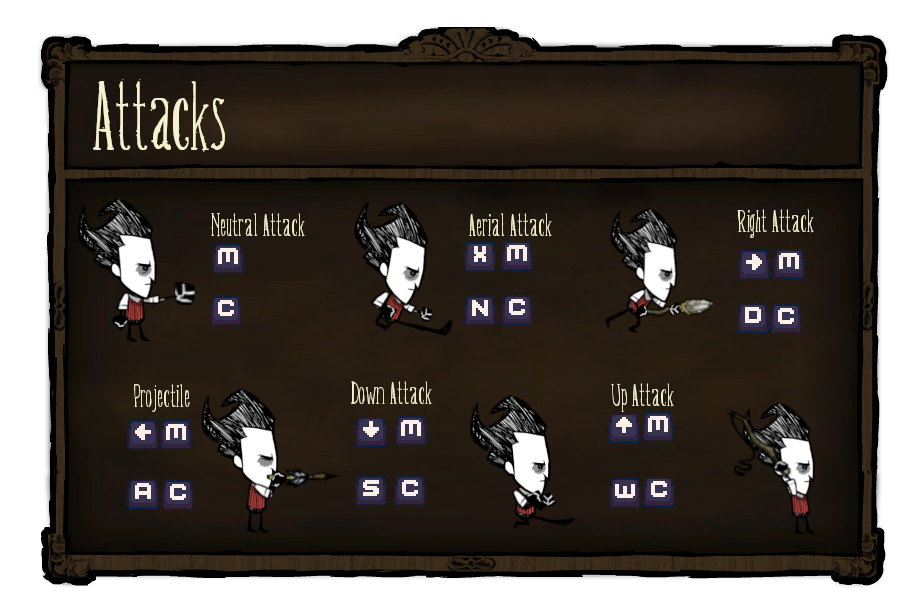 Attacks
Neutral Attack
M
C
Aerial Attack
X M
N C
Right Attack
→ M
D C
Projectile
← M
A C
Down Attack
↓ M
S C
Up Attack
↑ M
W C